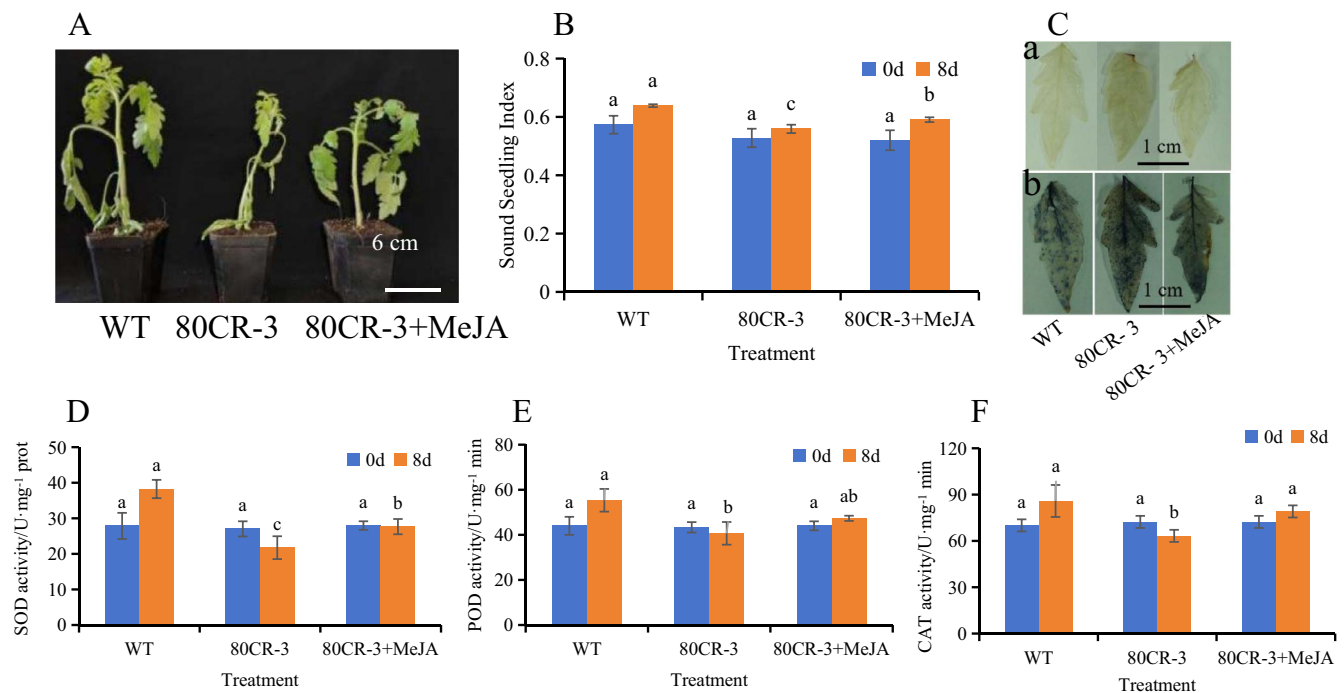 A
6 cm
WT 80CR-3 80CR-3+MeJA
B
Sound Seedling Index
0.8
0.6
0.4
0.2
0
0d 8d
a a a c a b
WT 80CR-3 80CR-3+MeJA
Treatment
C
a
1 cm
b
1 cm
WT
80CR- 3
80CR- 3+MeJA
D
SOD activity/U·mg⁻¹ prot
50
40
30
20
10
0
0d 8d
a a a c a b
WT 80CR-3 80CR-3+MeJA
Treatment
E
POD activity/U·mg⁻¹ min
80
60
40
20
0
0d 8d
a a a b a ab
WT 80CR-3 80CR-3+MeJA
Treatment
F
CAT activity/U·mg⁻¹ min
120
90
60
30
0
0d 8d
a a a b a a
WT 80CR-3 80CR-3+MeJA
Treatment